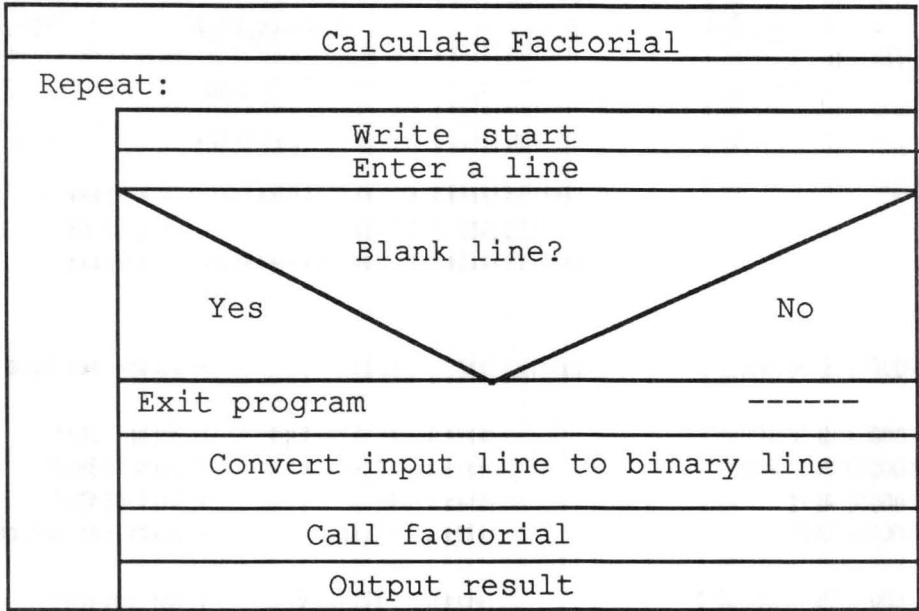 Calculate Factorial
Repeat:
Write start
Enter a line
Blank line?
Yes No
Exit program ------
Convert input line to binary line
Call factorial
Output result